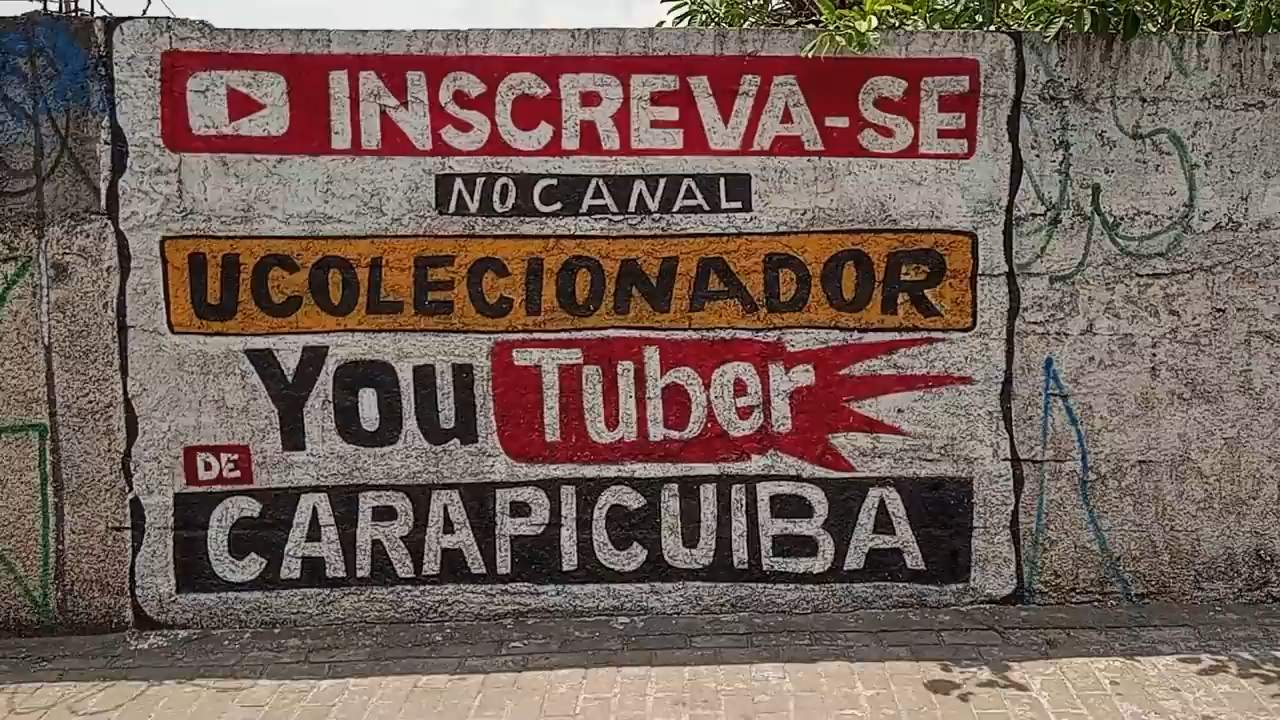 INSCREVA-SE
NO CANAL
UCOLECIONADOR
YouTuber
DE
CARAPICUIBA